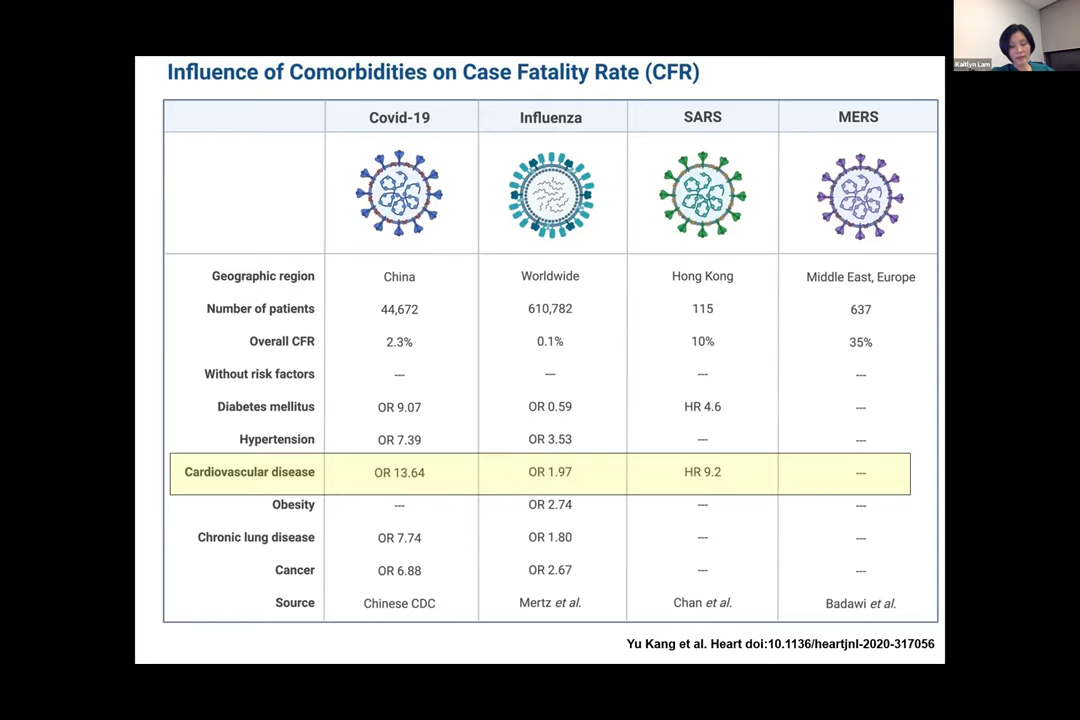 Kaitlyn Lam
Influence of Comorbidities on Case Fatality Rate (CFR)
Covid-19 Influenza SARS MERS
Geographic region China Worldwide Hong Kong Middle East, Europe
Number of patients 44,672 610,782 115 637
Overall CFR 2.3% 0.1% 10% 35%
Without risk factors --- --- --- ---
Diabetes mellitus OR 9.07 OR 0.59 HR 4.6 ---
Hypertension OR 7.39 OR 3.53 --- ---
Cardiovascular disease OR 13.64 OR 1.97 HR 9.2 ---
Obesity --- OR 2.74 --- ---
Chronic lung disease OR 7.74 OR 1.80 --- ---
Cancer OR 6.88 OR 2.67 --- ---
Source Chinese CDC Mertz et al. Chan et al. Badawi et al.
Yu Kang et al. Heart doi:10.1136/heartjnl-2020-317056